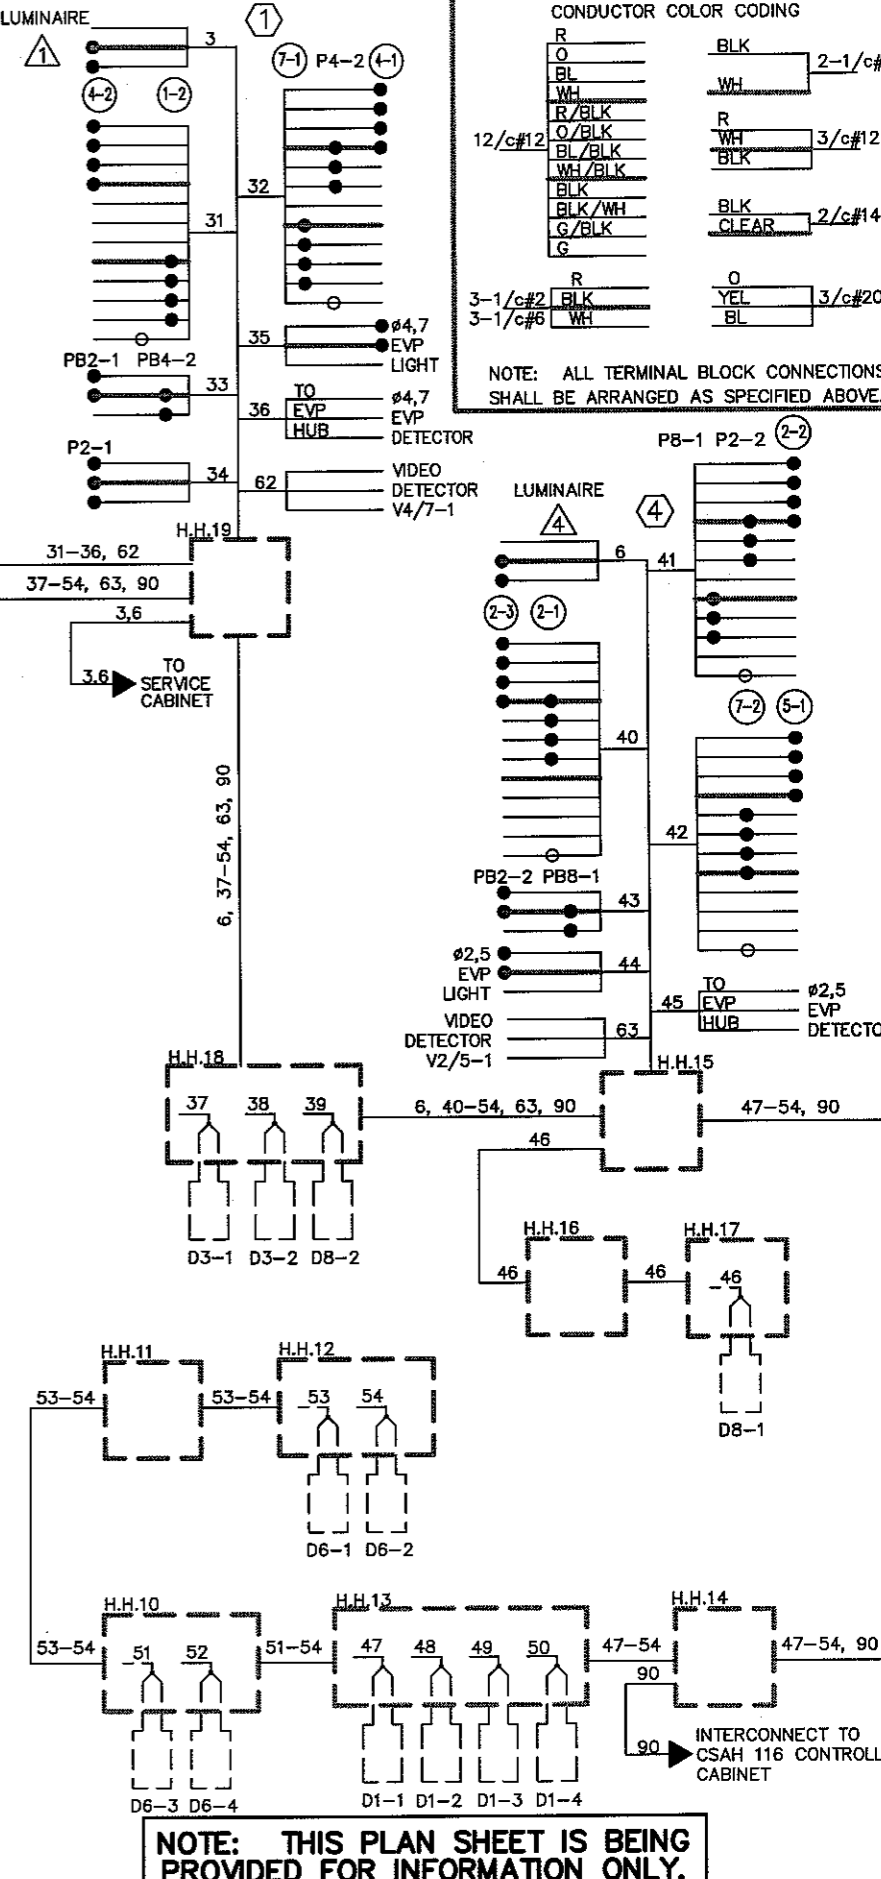 LUMINAIRE
1
3
1
4-2
1-2
31
PB2-1 PB4-2
33
P2-1
34
7-1 P4-2 4-1
32
35
ø4,7
EVP
LIGHT
36
TO
EVP
HUB
ø4,7
EVP
DETECTOR
62
VIDEO
DETECTOR
V4/7-1
CONDUCTOR COLOR CODING
12/c#12
R
O
BL
WH
R/BLK
O/BLK
BL/BLK
WH/BLK
BLK
BLK/WH
G/BLK
G
BLK
WH
2-1/c#
R
WH
BLK
3/c#12
BLK
CLEAR
2/c#14
3-1/c#2
3-1/c#6
R
BLK
WH
O
YEL
BL
3/c#20
NOTE: ALL TERMINAL BLOCK CONNECTIONS
SHALL BE ARRANGED AS SPECIFIED ABOVE.
H.H.19
31-36, 62
37-54, 63, 90
3,6
3.6
TO
SERVICE
CABINET
6, 37-54, 63, 90
LUMINAIRE
4
6
4
2-3
2-1
40
PB2-2 PB8-1
43
ø2,5
EVP
LIGHT
44
VIDEO
DETECTOR
V2/5-1
63
P8-1 P2-2 2-2
41
7-2
5-1
42
45
TO
EVP
HUB
ø2,5
EVP
DETECTO
H.H.18
37
38
39
D3-1 D3-2 D8-2
6, 40-54, 63, 90
H.H.15
47-54, 90
46
H.H.16
46
46
H.H.17
46
D8-1
H.H.11
53-54
53-54
H.H.12
53
54
D6-1 D6-2
H.H.10
53-54
51
52
D6-3 D6-4
51-54
H.H.13
47
48
49
50
D1-1 D1-2 D1-3 D1-4
47-54
H.H.14
47-54, 90
90
90
INTERCONNECT TO
CSAH 116 CONTROLL
CABINET
NOTE: THIS PLAN SHEET IS BEING
PROVIDED FOR INFORMATION ONLY.